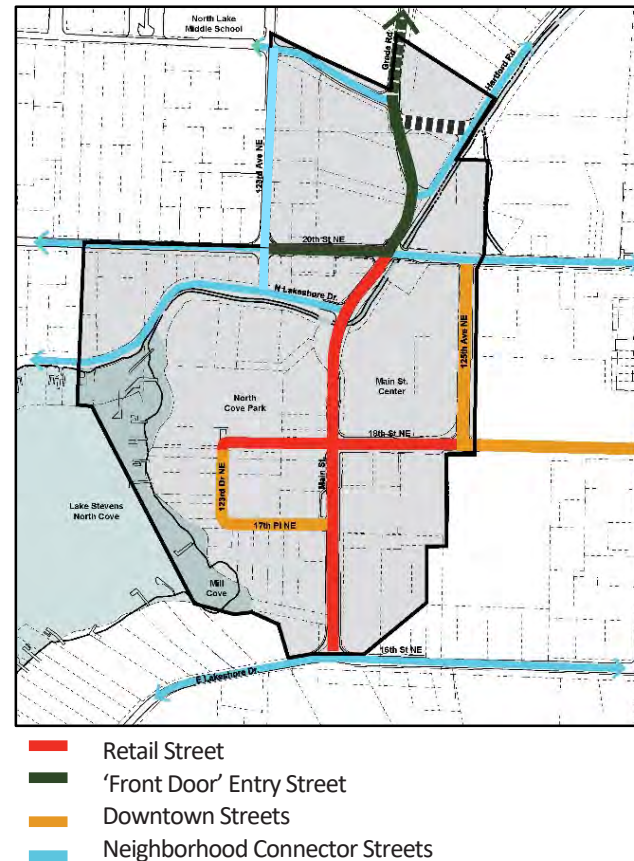 North Lake
Middle School
Grade Rd
Hartford Rd
123rd Ave NE
20th St NE
N Lakeshore Dr.
125th Ave NE
North
Cove Park
Main St.
Center
18th St NE
Main St.
123rd Dr NE
Lake Stevens
North Cove
17th Pl NE
Mill
Cove
16th St NE
E Lakeshore Dr.
Retail Street
‘Front Door’ Entry Street
Downtown Streets
Neighborhood Connector Streets